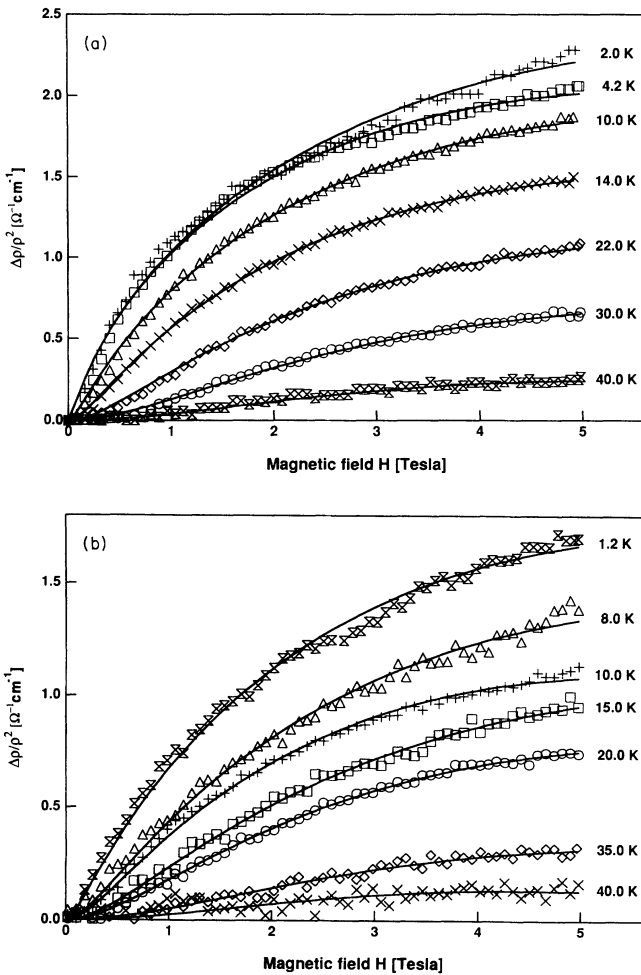 (a)
2.5
2.0
1.5
1.0
0.5
0.0
Δρ/ρ² [Ω⁻¹cm⁻¹]
2.0 K
4.2 K
10.0 K
14.0 K
22.0 K
30.0 K
40.0 K
0 1 2 3 4 5
Magnetic field H [Tesla]
(b)
1.5
1.0
0.5
0.0
Δρ/ρ² [Ω⁻¹cm⁻¹]
1.2 K
8.0 K
10.0 K
15.0 K
20.0 K
35.0 K
40.0 K
0 1 2 3 4 5
Magnetic field H [Tesla]